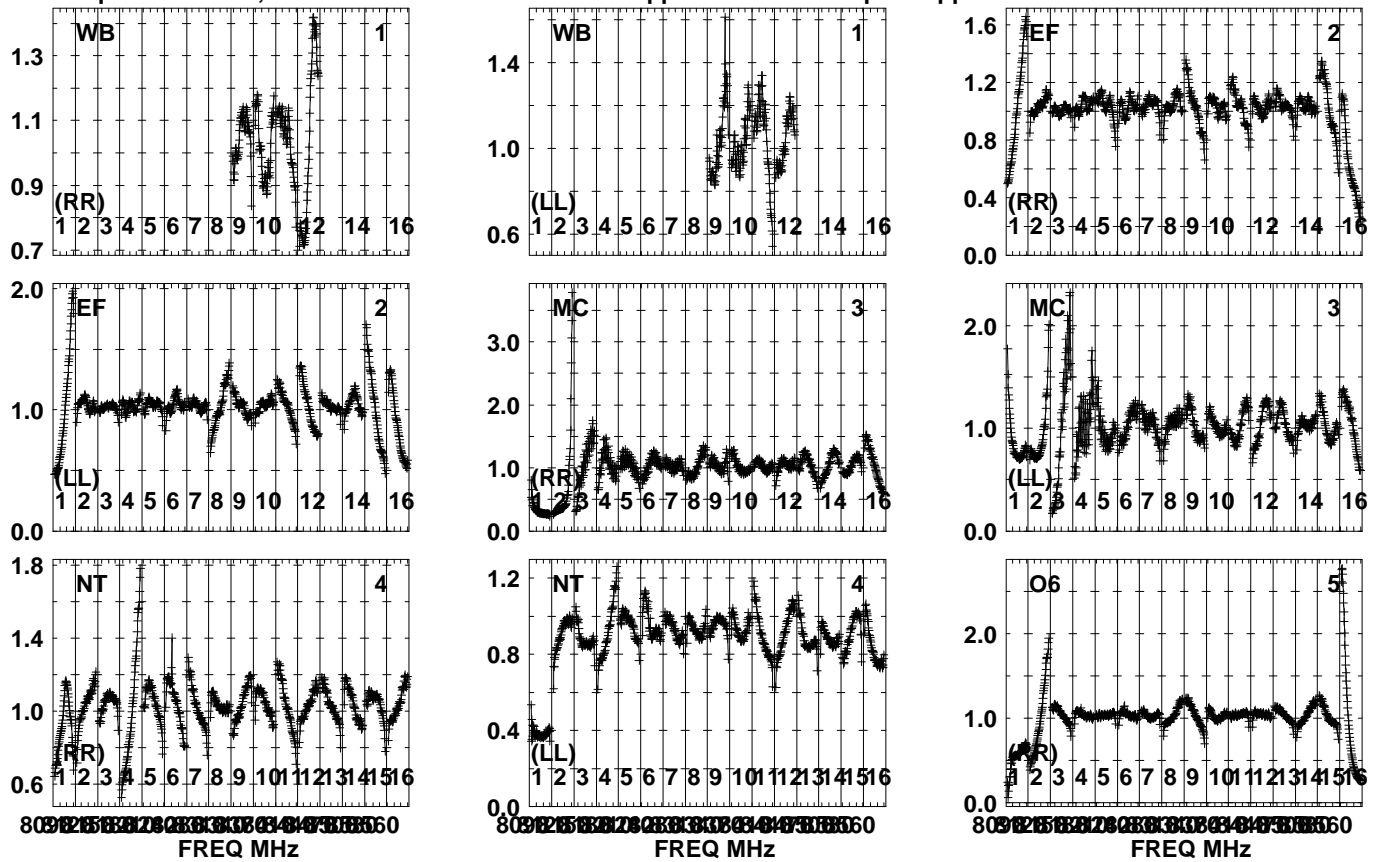 WB 1
1.3
1.1
0.9
0.7
(RR)
1 2 3 4 5 6 7 8 9 10 12 14 16
WB 1
1.4
1.0
0.6
(LL)
1 2 3 4 5 6 7 8 9 10 12 14 16
EF 2
1.6
1.2
0.8
0.4
0.0
(RR)
1 2 3 4 5 6 7 8 9 10 12 14 16
EF 2
2.0
1.0
0.0
(LL)
1 2 3 4 5 6 7 8 9 10 12 14 16
MC 3
3.0
2.0
1.0
0.0
(RR)
1 2 3 4 5 6 7 8 9 10 12 14 16
MC 3
2.0
1.0
0.0
(LL)
1 2 3 4 5 6 7 8 9 10 12 14 16
NT 4
1.8
1.4
1.0
0.6
(RR)
1 2 3 4 5 6 7 8 9 10 11 12 13 14 15 16
FREQ MHz
NT 4
1.2
0.8
0.4
0.0
(LL)
1 2 3 4 5 6 7 8 9 10 11 12 13 14 15 16
FREQ MHz
O6 5
2.0
1.0
0.0
(RR)
1 2 3 4 5 6 7 8 9 10 11 12 13 14 15 16
FREQ MHz